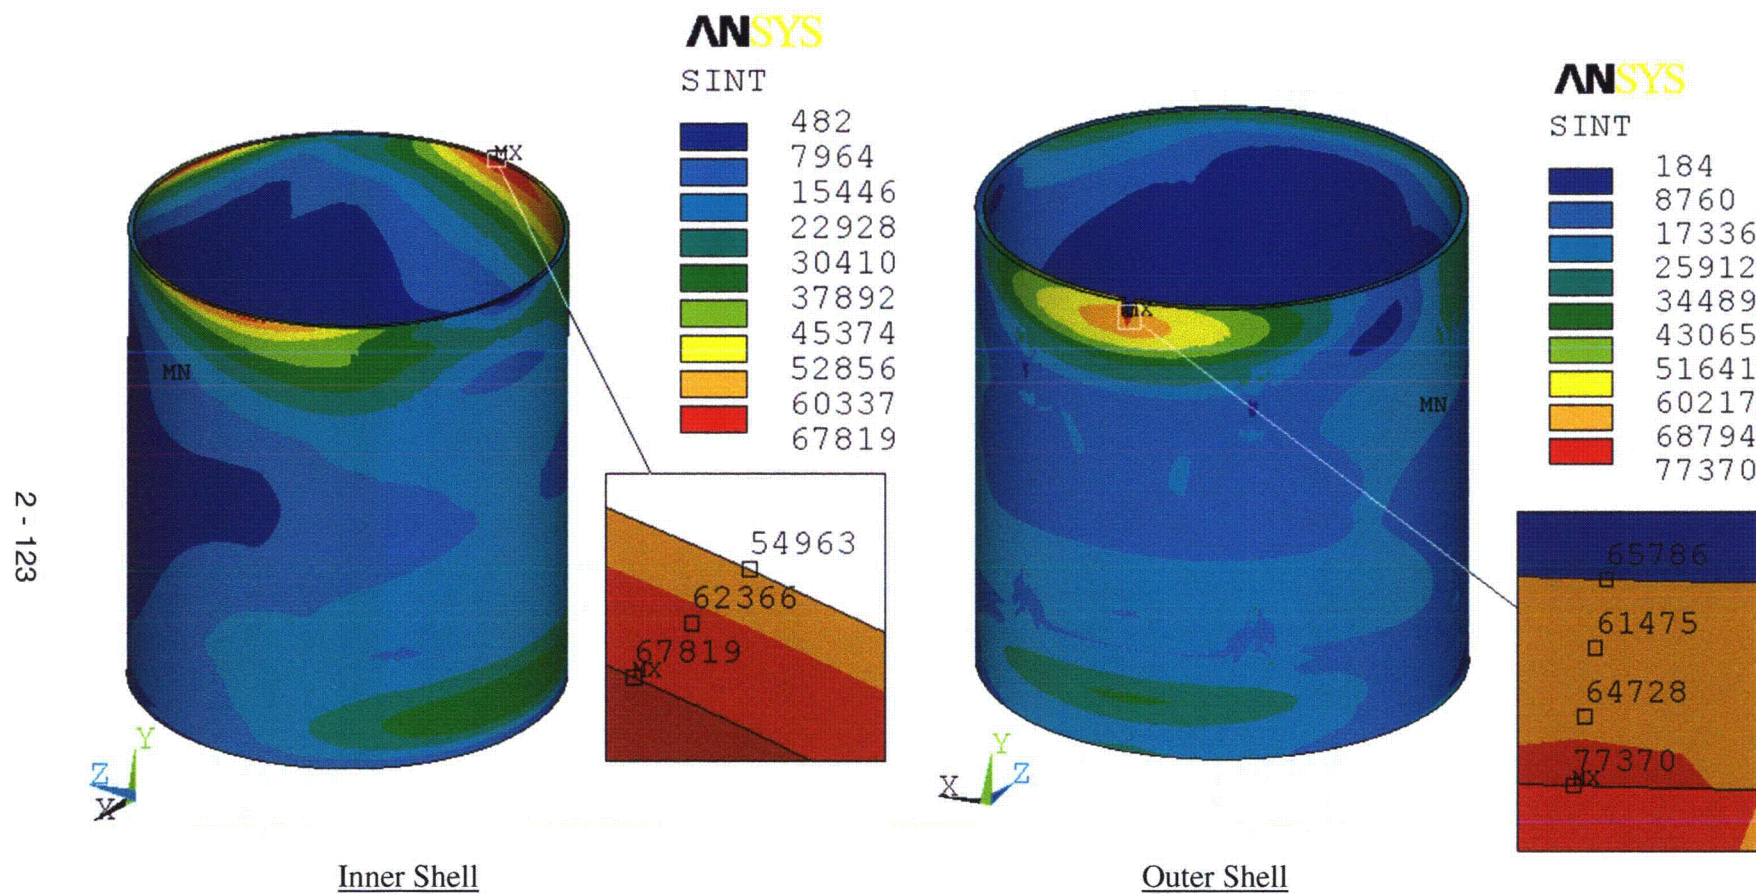 ANSYS
SINT
482
7964
15446
22928
30410
37892
45374
52856
60337
67819
MX
MN
54963
62366
67819
MX
Y
Z
X
Inner Shell
ANSYS
SINT
184
8760
17336
25912
34489
43065
51641
60217
68794
77370
MX
MN
65786
61475
64728
77370
MX
Y
X
Z
Outer Shell
2 - 123